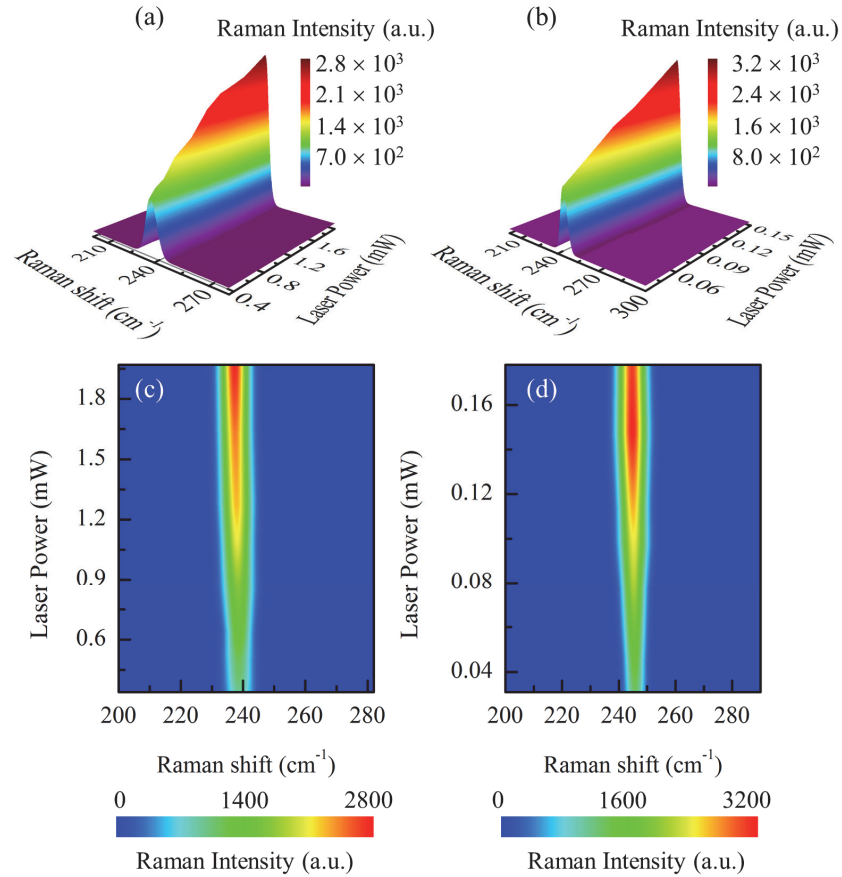 (a)
Raman Intensity (a.u.)
2.8 × 10³
2.1 × 10³
1.4 × 10³
7.0 × 10²
210
240
270
Raman shift (cm⁻¹)
0.4
0.8
1.2
1.6
Laser Power (mW)
(b)
Raman Intensity (a.u.)
3.2 × 10³
2.4 × 10³
1.6 × 10³
8.0 × 10²
210
240
270
300
Raman shift (cm⁻¹)
0.06
0.09
0.12
0.15
Laser Power (mW)
(c)
Laser Power (mW)
1.8
1.5
1.2
0.9
0.6
200 220 240 260 280
Raman shift (cm⁻¹)
0 1400 2800
Raman Intensity (a.u.)
(d)
Laser Power (mW)
0.16
0.12
0.08
0.04
200 220 240 260 280
Raman shift (cm⁻¹)
0 1600 3200
Raman Intensity (a.u.)